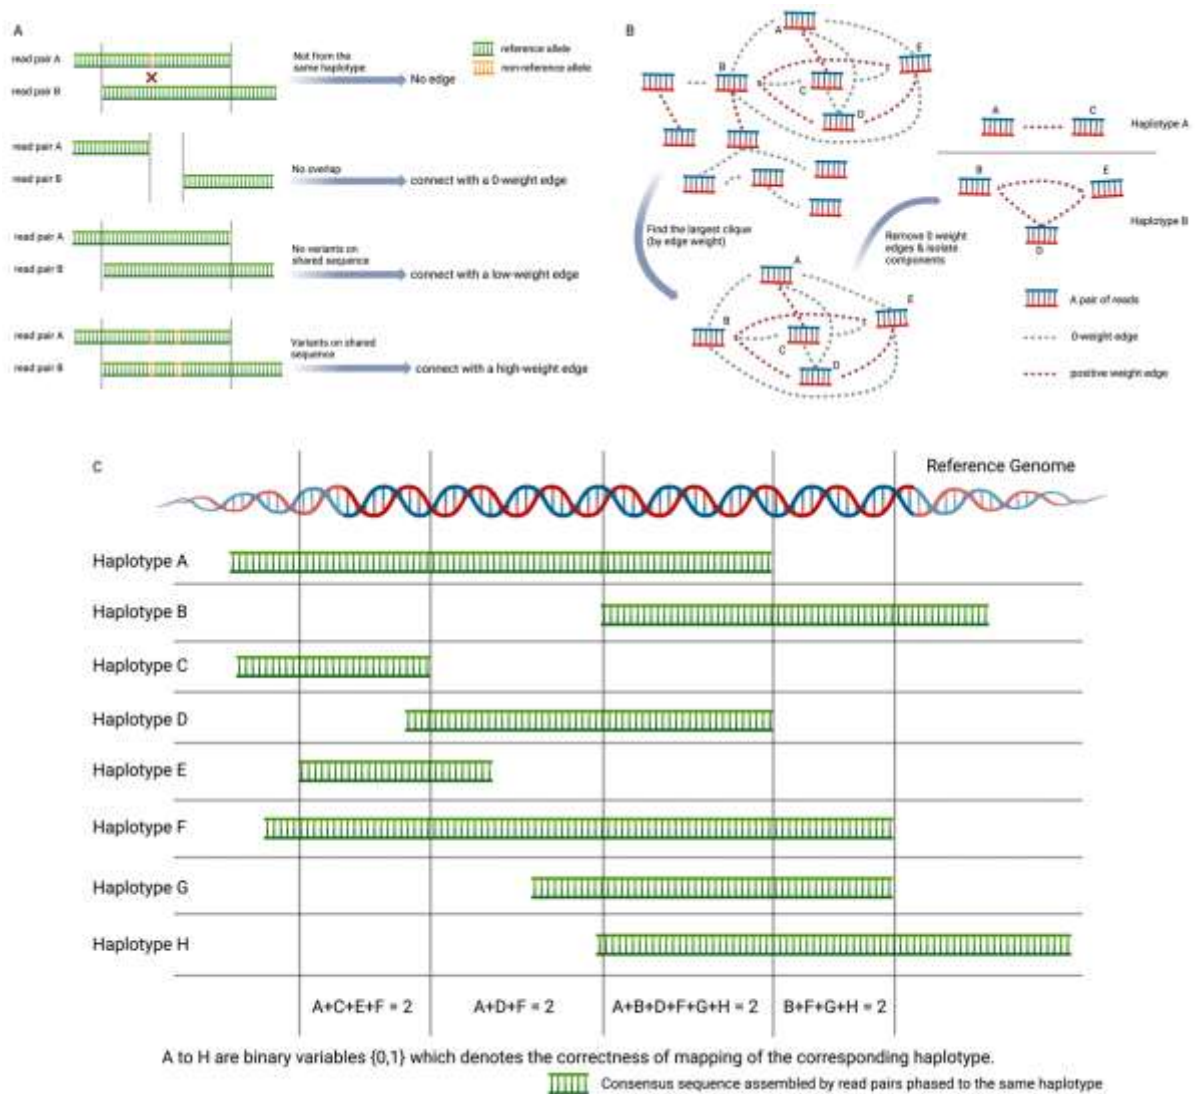 A
read pair A
read pair B
Not from the
same haplotype
No edge
reference allele
non-reference allele
read pair A
read pair B
No overlap
connect with a 0-weight edge
read pair A
read pair B
No variants on
shared sequence
connect with a low-weight edge
read pair A
read pair B
Variants on shared
sequence
connect with a high-weight edge
B
A
B
C
D
E
Find the largest clique
(by edge weight)
A
B
C
D
E
Remove 0 weight
edges & isolate
components
A
C
Haplotype A
B
E
D
Haplotype B
A pair of reads
0-weight edge
positive weight edge
C
Reference Genome
Haplotype A
Haplotype B
Haplotype C
Haplotype D
Haplotype E
Haplotype F
Haplotype G
Haplotype H
A+C+E+F = 2
A+D+F = 2
A+B+D+F+G+H = 2
B+F+G+H = 2
A to H are binary variables {0,1} which denotes the correctness of mapping of the corresponding haplotype.
Consensus sequence assembled by read pairs phased to the same haplotype